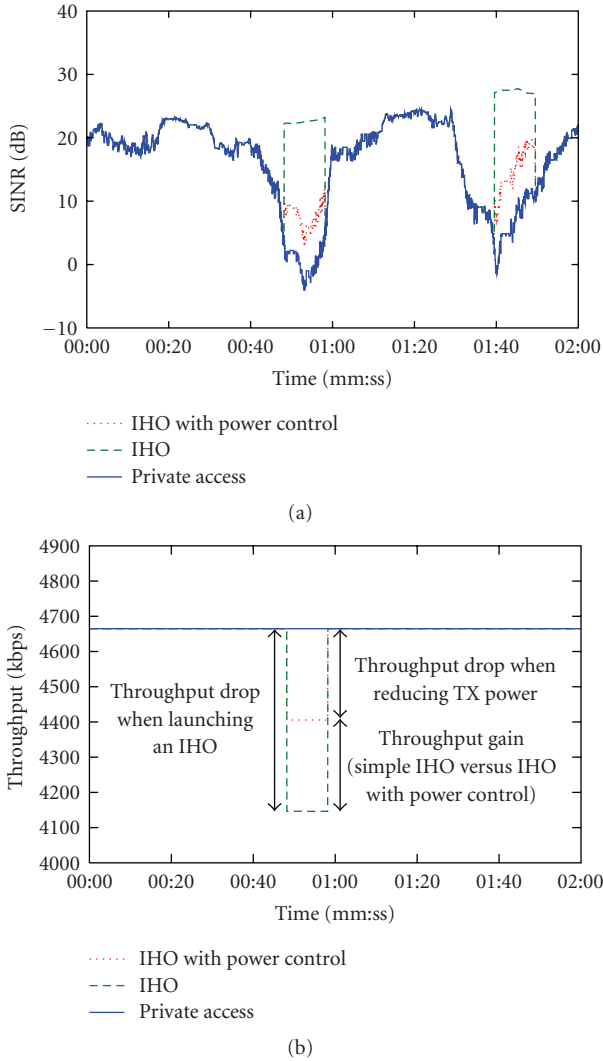 40
30
20
10
0
−10
SINR (dB)
00:00 00:20 00:40 01:00 01:20 01:40 02:00
Time (mm:ss)
IHO with power control
IHO
Private access
(a)
4900
4800
4700
4600
4500
4400
4300
4200
4100
4000
Throughput (kbps)
Throughput drop
when launching
an IHO
Throughput drop when
reducing TX power
Throughput gain
(simple IHO versus IHO
with power control)
00:00 00:20 00:40 01:00 01:20 01:40 02:00
Time (mm:ss)
IHO with power control
IHO
Private access
(b)